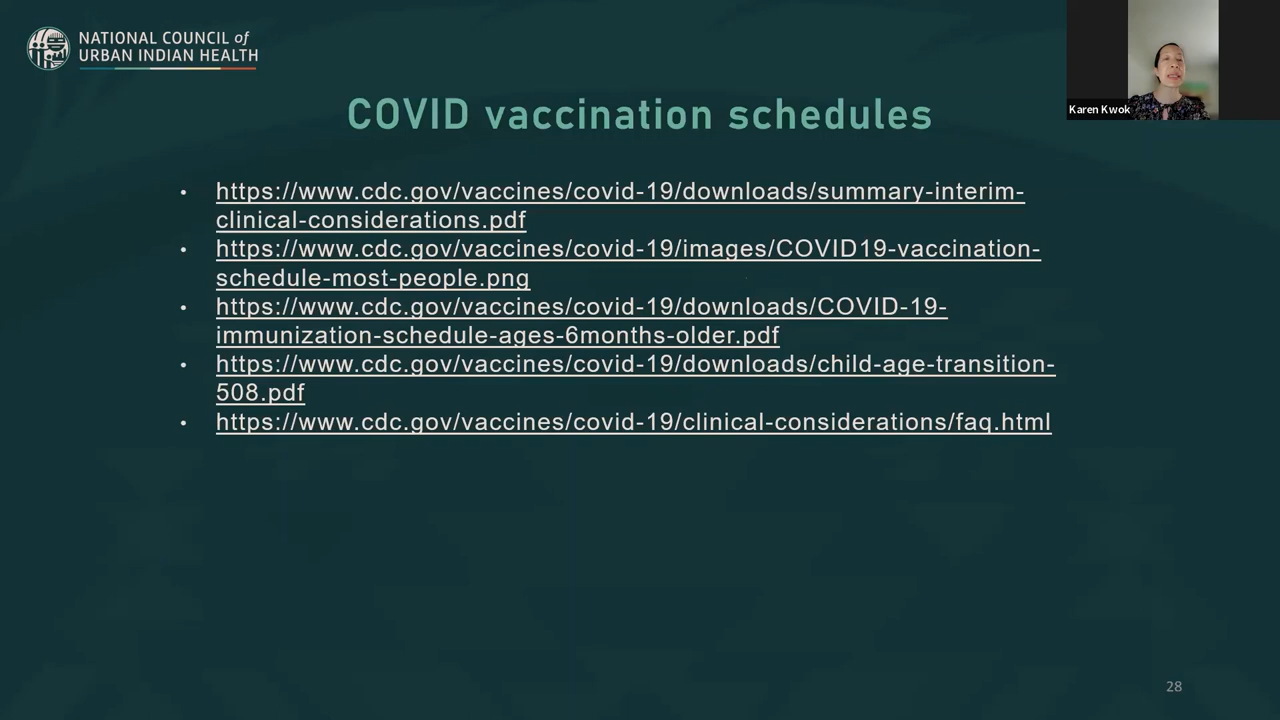 NATIONAL COUNCIL of
URBAN INDIAN HEALTH
Karen Kwok
COVID vaccination schedules
• https://www.cdc.gov/vaccines/covid-19/downloads/summary-interim-
clinical-considerations.pdf
• https://www.cdc.gov/vaccines/covid-19/images/COVID19-vaccination-
schedule-most-people.png
• https://www.cdc.gov/vaccines/covid-19/downloads/COVID-19-
immunization-schedule-ages-6months-older.pdf
• https://www.cdc.gov/vaccines/covid-19/downloads/child-age-transition-
508.pdf
• https://www.cdc.gov/vaccines/covid-19/clinical-considerations/faq.html
28